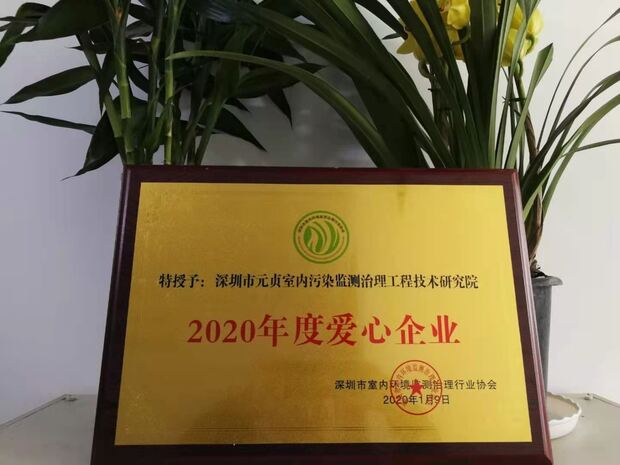 特授予：深圳市元贞室内污染监测治理工程技术研究院
2020年度爱心企业
深圳市室内环境监测治理行业协会
2020年1月9日